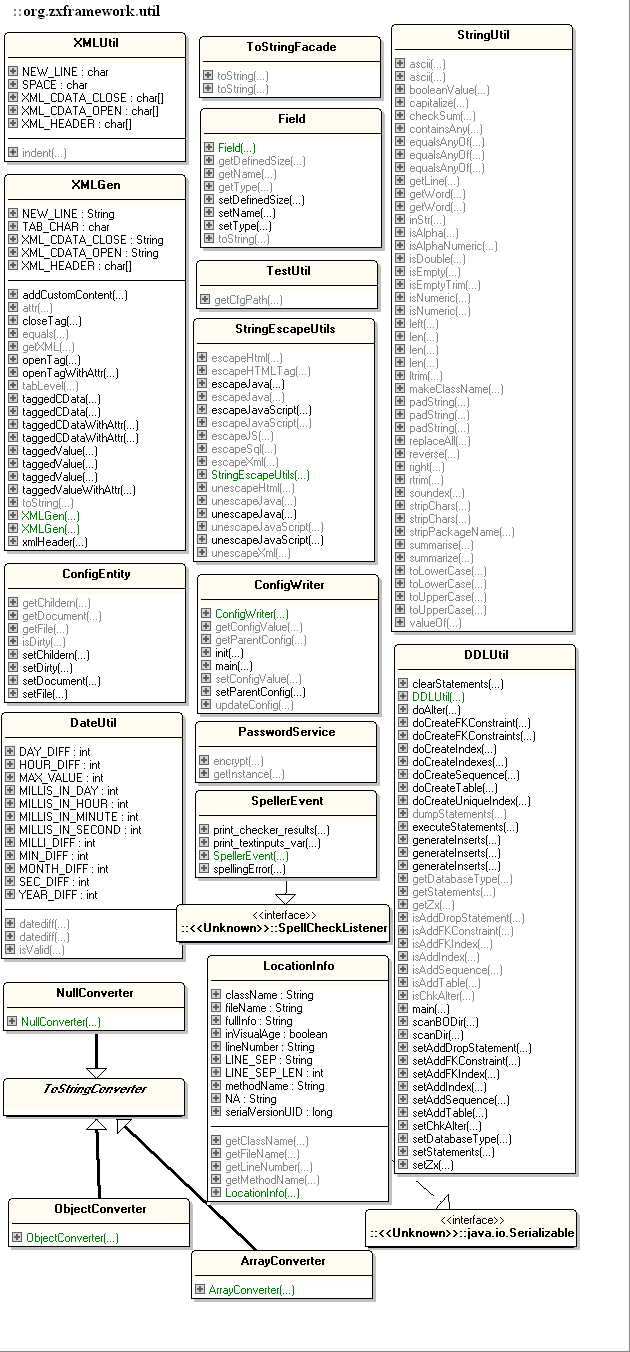 ::org.zxframework.util
XMLUtil
NEW_LINE : char
SPACE : char
XML_CDATA_CLOSE : char[]
XML_CDATA_OPEN : char[]
XML_HEADER : char[]
indent(...)
XMLGen
NEW_LINE : String
TAB_CHAR : char
XML_CDATA_CLOSE : String
XML_CDATA_OPEN : String
XML_HEADER : char[]
addCustomContent(...)
attr(...)
closeTag(...)
equals(...)
getXML(...)
openTag(...)
openTagWithAttr(...)
tabLevel(...)
taggedCData(...)
taggedCData(...)
taggedCDataWithAttr(...)
taggedCDataWithAttr(...)
taggedValue(...)
taggedValue(...)
taggedValue(...)
taggedValueWithAttr(...)
toString(...)
XMLGen(...)
XMLGen(...)
xmlHeader(...)
ConfigEntity
getChildern(...)
getDocument(...)
getFile(...)
isDirty(...)
setChildern(...)
setDirty(...)
setDocument(...)
setFile(...)
DateUtil
DAY_DIFF : int
HOUR_DIFF : int
MAX_VALUE : int
MILLIS_IN_DAY : int
MILLIS_IN_HOUR : int
MILLIS_IN_MINUTE : int
MILLIS_IN_SECOND : int
MILLI_DIFF : int
MIN_DIFF : int
MONTH_DIFF : int
SEC_DIFF : int
YEAR_DIFF : int
datediff(...)
datediff(...)
isValid(...)
NullConverter
NullConverter(...)
ToStringConverter
ObjectConverter
ObjectConverter(...)
ToStringFacade
toString(...)
toString(...)
Field
Field(...)
getDefinedSize(...)
getName(...)
getType(...)
setDefinedSize(...)
setName(...)
setType(...)
toString(...)
TestUtil
getCfgPath(...)
StringEscapeUtils
escapeHtml(...)
escapeHTMLTag(...)
escapeJava(...)
escapeJava(...)
escapeJavaScript(...)
escapeJavaScript(...)
escapeJS(...)
escapeSql(...)
escapeXml(...)
StringEscapeUtils(...)
unescapeHtml(...)
unescapeJava(...)
unescapeJava(...)
unescapeJavaScript(...)
unescapeJavaScript(...)
unescapeXml(...)
ConfigWriter
ConfigWriter(...)
getConfigValue(...)
getParentConfig(...)
init(...)
main(...)
setConfigValue(...)
setParentConfig(...)
updateConfig(...)
PasswordService
encrypt(...)
getInstance(...)
SpellerEvent
print_checker_results(...)
print_textinputs_var(...)
SpellerEvent(...)
spellingError(...)
<<interface>>
::<<Unknown>>::SpellCheckListener
LocationInfo
className : String
fileName : String
fullInfo : String
inVisualAge : boolean
lineNumber : String
LINE_SEP : String
LINE_SEP_LEN : int
methodName : String
NA : String
serialVersionUID : long
getClassName(...)
getFileName(...)
getLineNumber(...)
getMethodName(...)
LocationInfo(...)
ArrayConverter
ArrayConverter(...)
StringUtil
ascii(...)
ascii(...)
booleanValue(...)
capitalize(...)
checkSum(...)
containsAny(...)
equalsAnyOf(...)
equalsAnyOf(...)
equalsAnyOf(...)
getLine(...)
getWord(...)
getWord(...)
inStr(...)
isAlpha(...)
isAlphaNumeric(...)
isDouble(...)
isEmpty(...)
isEmptyTrim(...)
isNumeric(...)
isNumeric(...)
left(...)
len(...)
len(...)
len(...)
ltrim(...)
makeClassName(...)
padString(...)
padString(...)
padString(...)
replaceAll(...)
reverse(...)
right(...)
rtrim(...)
soundex(...)
stripChars(...)
stripChars(...)
stripPackageName(...)
summarise(...)
summarize(...)
toLowerCase(...)
toLowerCase(...)
toUpperCase(...)
toUpperCase(...)
valueOf(...)
DDLUtil
clearStatements(...)
DDLUtil(...)
doAlter(...)
doCreateFKConstraint(...)
doCreateFKConstraints(...)
doCreateIndex(...)
doCreateIndexes(...)
doCreateSequence(...)
doCreateTable(...)
doCreateUniqueIndex(...)
dumpStatements(...)
executeStatements(...)
generateInserts(...)
generateInserts(...)
generateInserts(...)
getDatabaseType(...)
getStatements(...)
getZx(...)
isAddDropStatement(...)
isAddFKConstraint(...)
isAddFKIndex(...)
isAddIndex(...)
isAddSequence(...)
isAddTable(...)
isChkAlter(...)
main(...)
scanBODir(...)
scanDir(...)
setAddDropStatement(...)
setAddFKConstraint(...)
setAddFKIndex(...)
setAddIndex(...)
setAddSequence(...)
setAddTable(...)
setChkAlter(...)
setDatabaseType(...)
setStatements(...)
setZx(...)
<<interface>>
::<<Unknown>>::java.io.Serializable